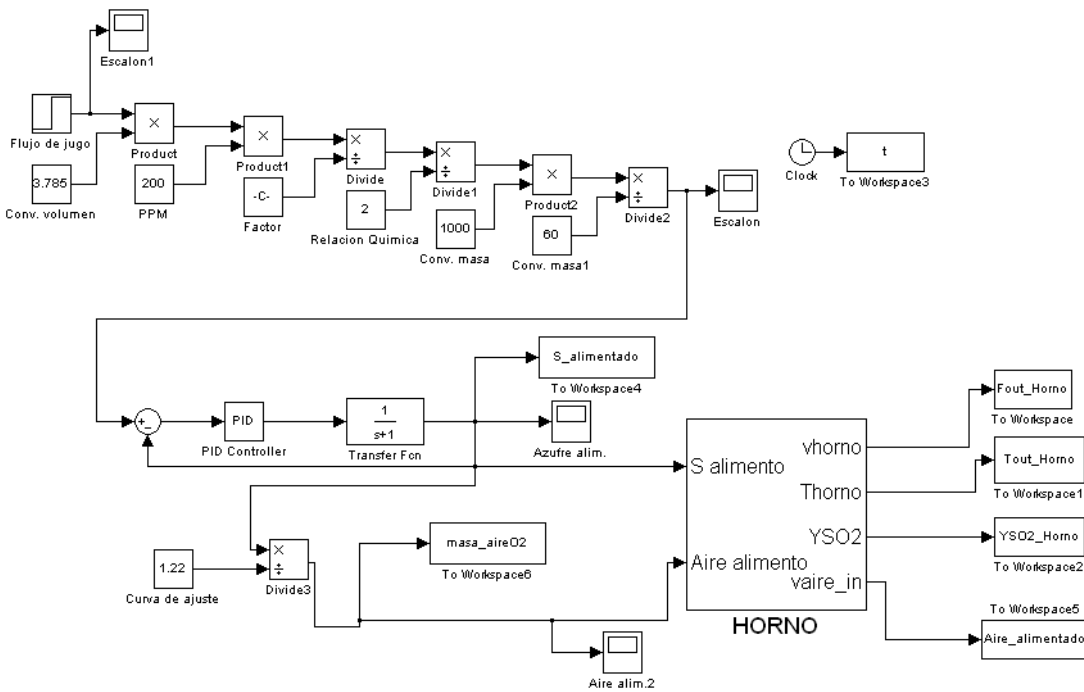 Escalon1
Flujo de jugo
×
Product
3.785
Conv. volumen
×
Product1
200
PPM
×
÷
Divide
-C-
Factor
×
÷
Divide1
2
Relacion Quimica
×
Product2
1000
Conv. masa
×
÷
Divide2
60
Conv. masa1
Escalon
Clock
t
To Workspace3
S_alimentado
To Workspace4
+
-
PID
PID Controller
1
s+1
Transfer Fcn
Azufre alim.
1.22
Curva de ajuste
×
÷
Divide3
masa_aireO2
To Workspace6
Aire alim.2
S alimento
Aire alimento
vhorno
Thorno
YSO2
vaire_in
HORNO
Fout_Horno
To Workspace
Tout_Horno
To Workspace1
YSO2_Horno
To Workspace2
To Workspace5
Aire_alimentado